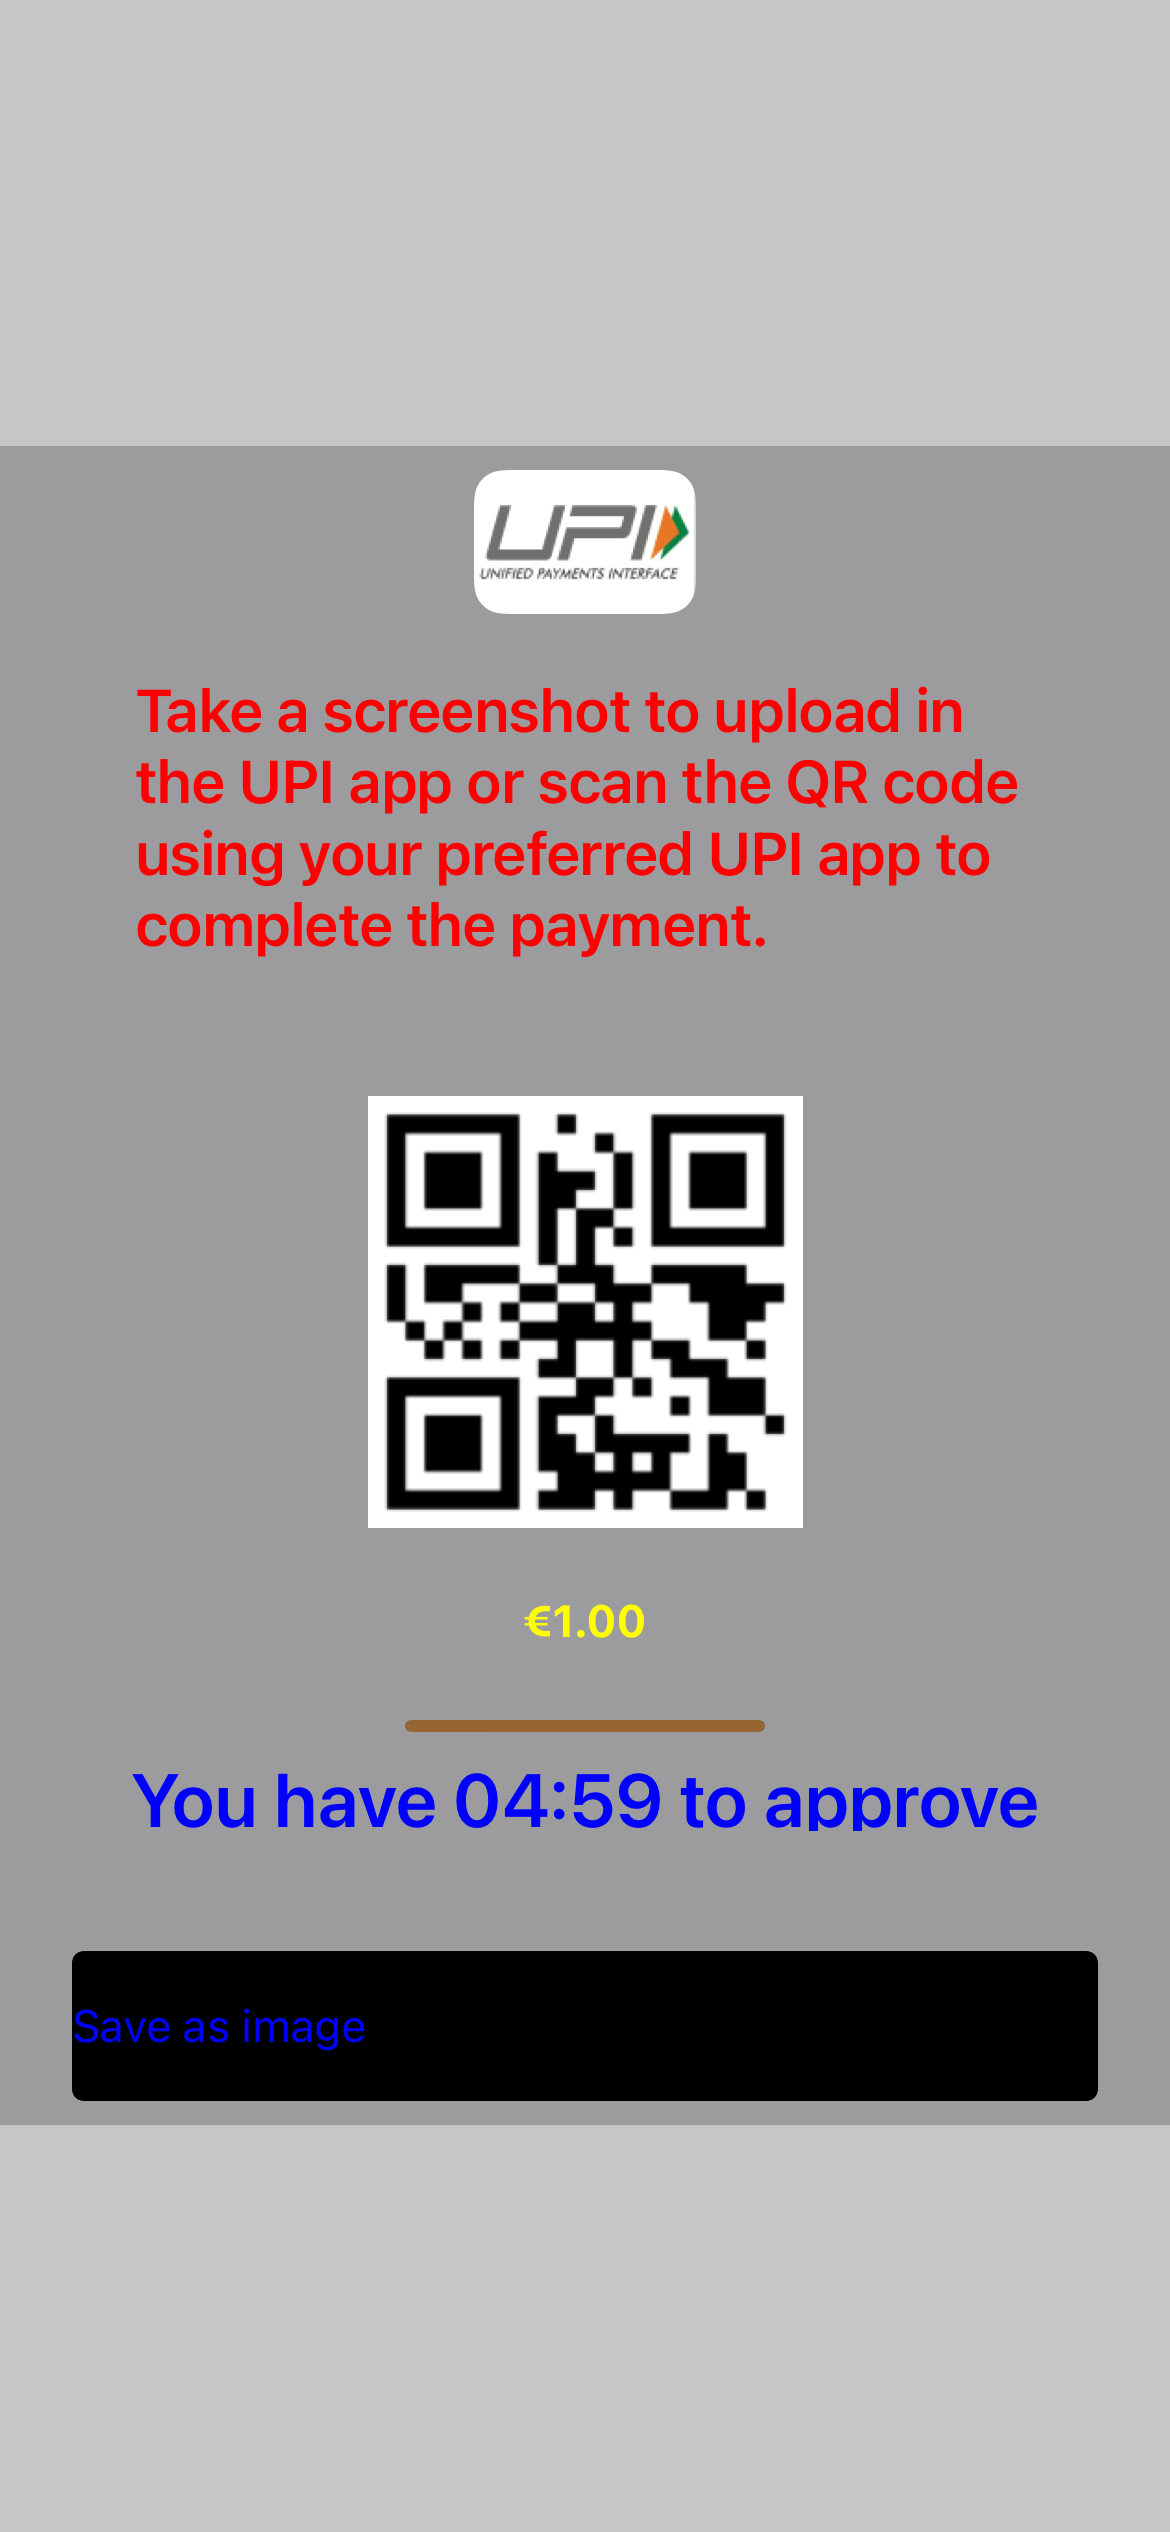 UPI
UNIFIED PAYMENTS INTERFACE
Take a screenshot to upload in
the UPI app or scan the QR code
using your preferred UPI app to
complete the payment.
€1.00
You have 04:59 to approve
Save as image